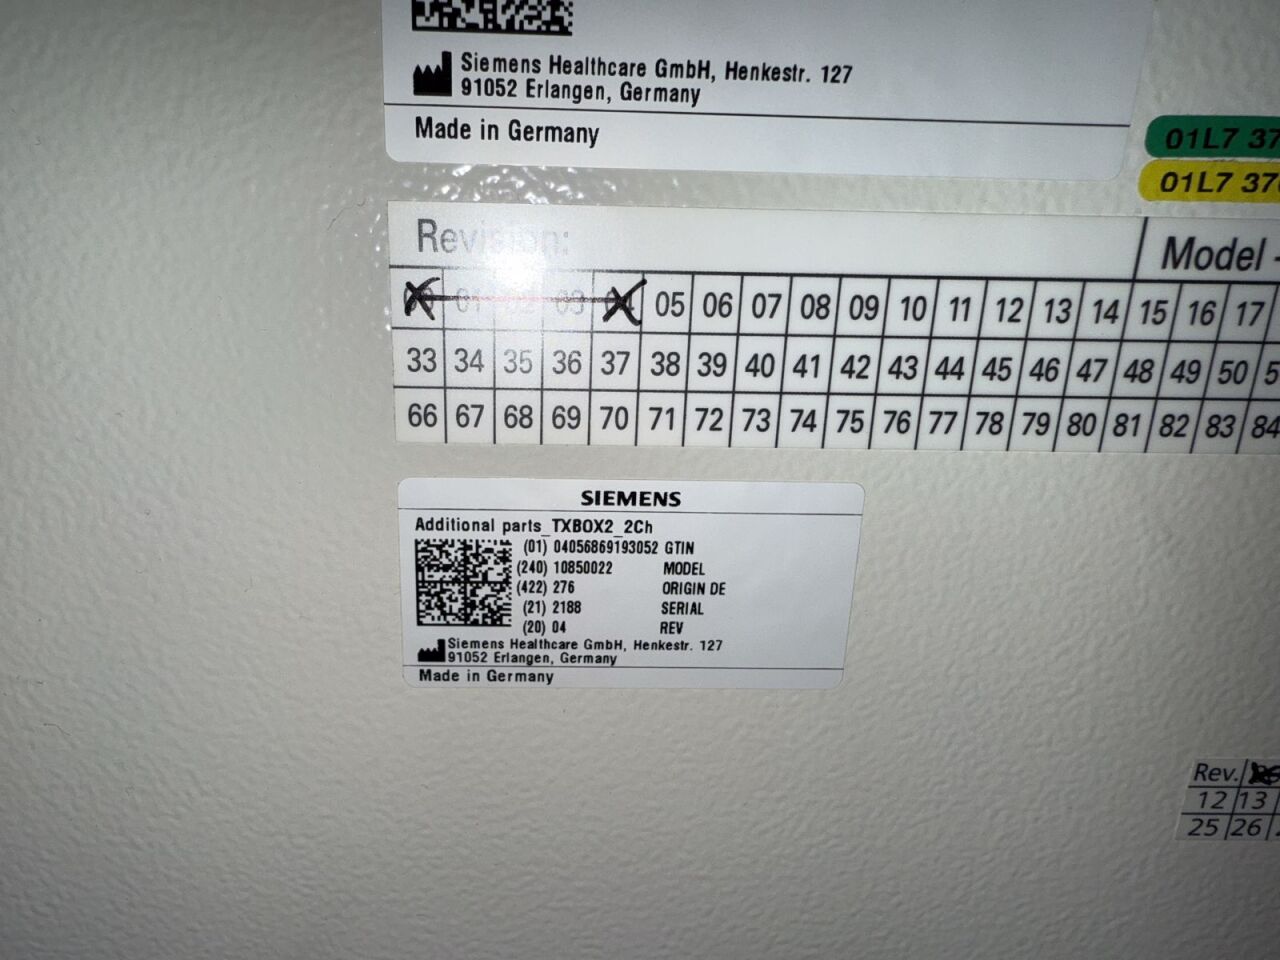 Siemens Healthcare GmbH, Henkestr. 127
91052 Erlangen, Germany
Made in Germany
01L7 37
01L7 37
Revision:
Model -
01 03 05 06 07 08 09 10 11 12 13 14 15 16 17
33 34 35 36 37 38 39 40 41 42 43 44 45 46 47 48 49 50 5
66 67 68 69 70 71 72 73 74 75 76 77 78 79 80 81 82 83 84
SIEMENS
Additional parts_TXBOX2_2Ch
(01) 04056869193052 GTIN
(240) 10850022 MODEL
(422) 276 ORIGIN DE
(21) 2188 SERIAL
(20) 04 REV
Siemens Healthcare GmbH, Henkestr. 127
91052 Erlangen, Germany
Made in Germany
Rev.
12 13
25 26